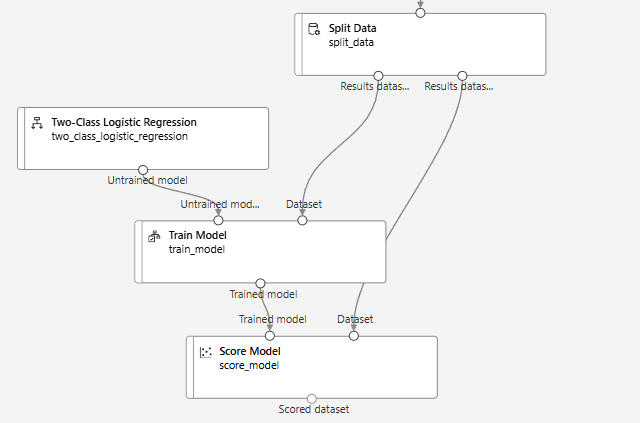 Split Data
split_data
Results datas...
Results datas...
Two-Class Logistic Regression
two_class_logistic_regression
Untrained model
Untrained mod...
Dataset
Train Model
train_model
Trained model
Trained model
Dataset
Score Model
score_model
Scored dataset